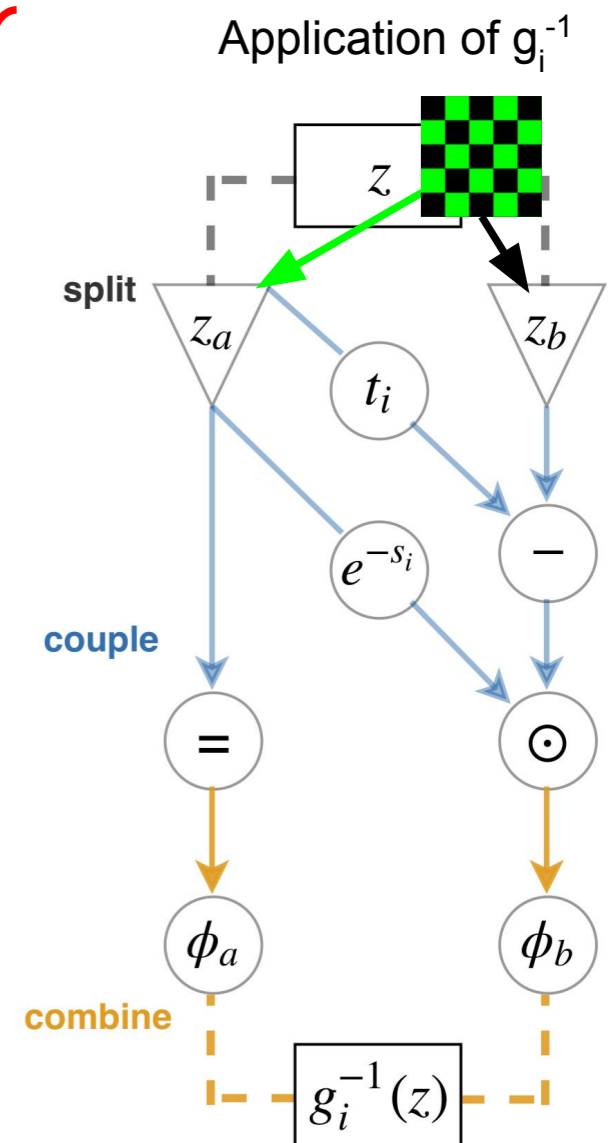 Application of g_i^{-1}
z
split
z_a
z_b
t_i
−
e^{-s_i}
couple
=
⊙
ϕ_a
ϕ_b
combine
g_i^{-1}(z)